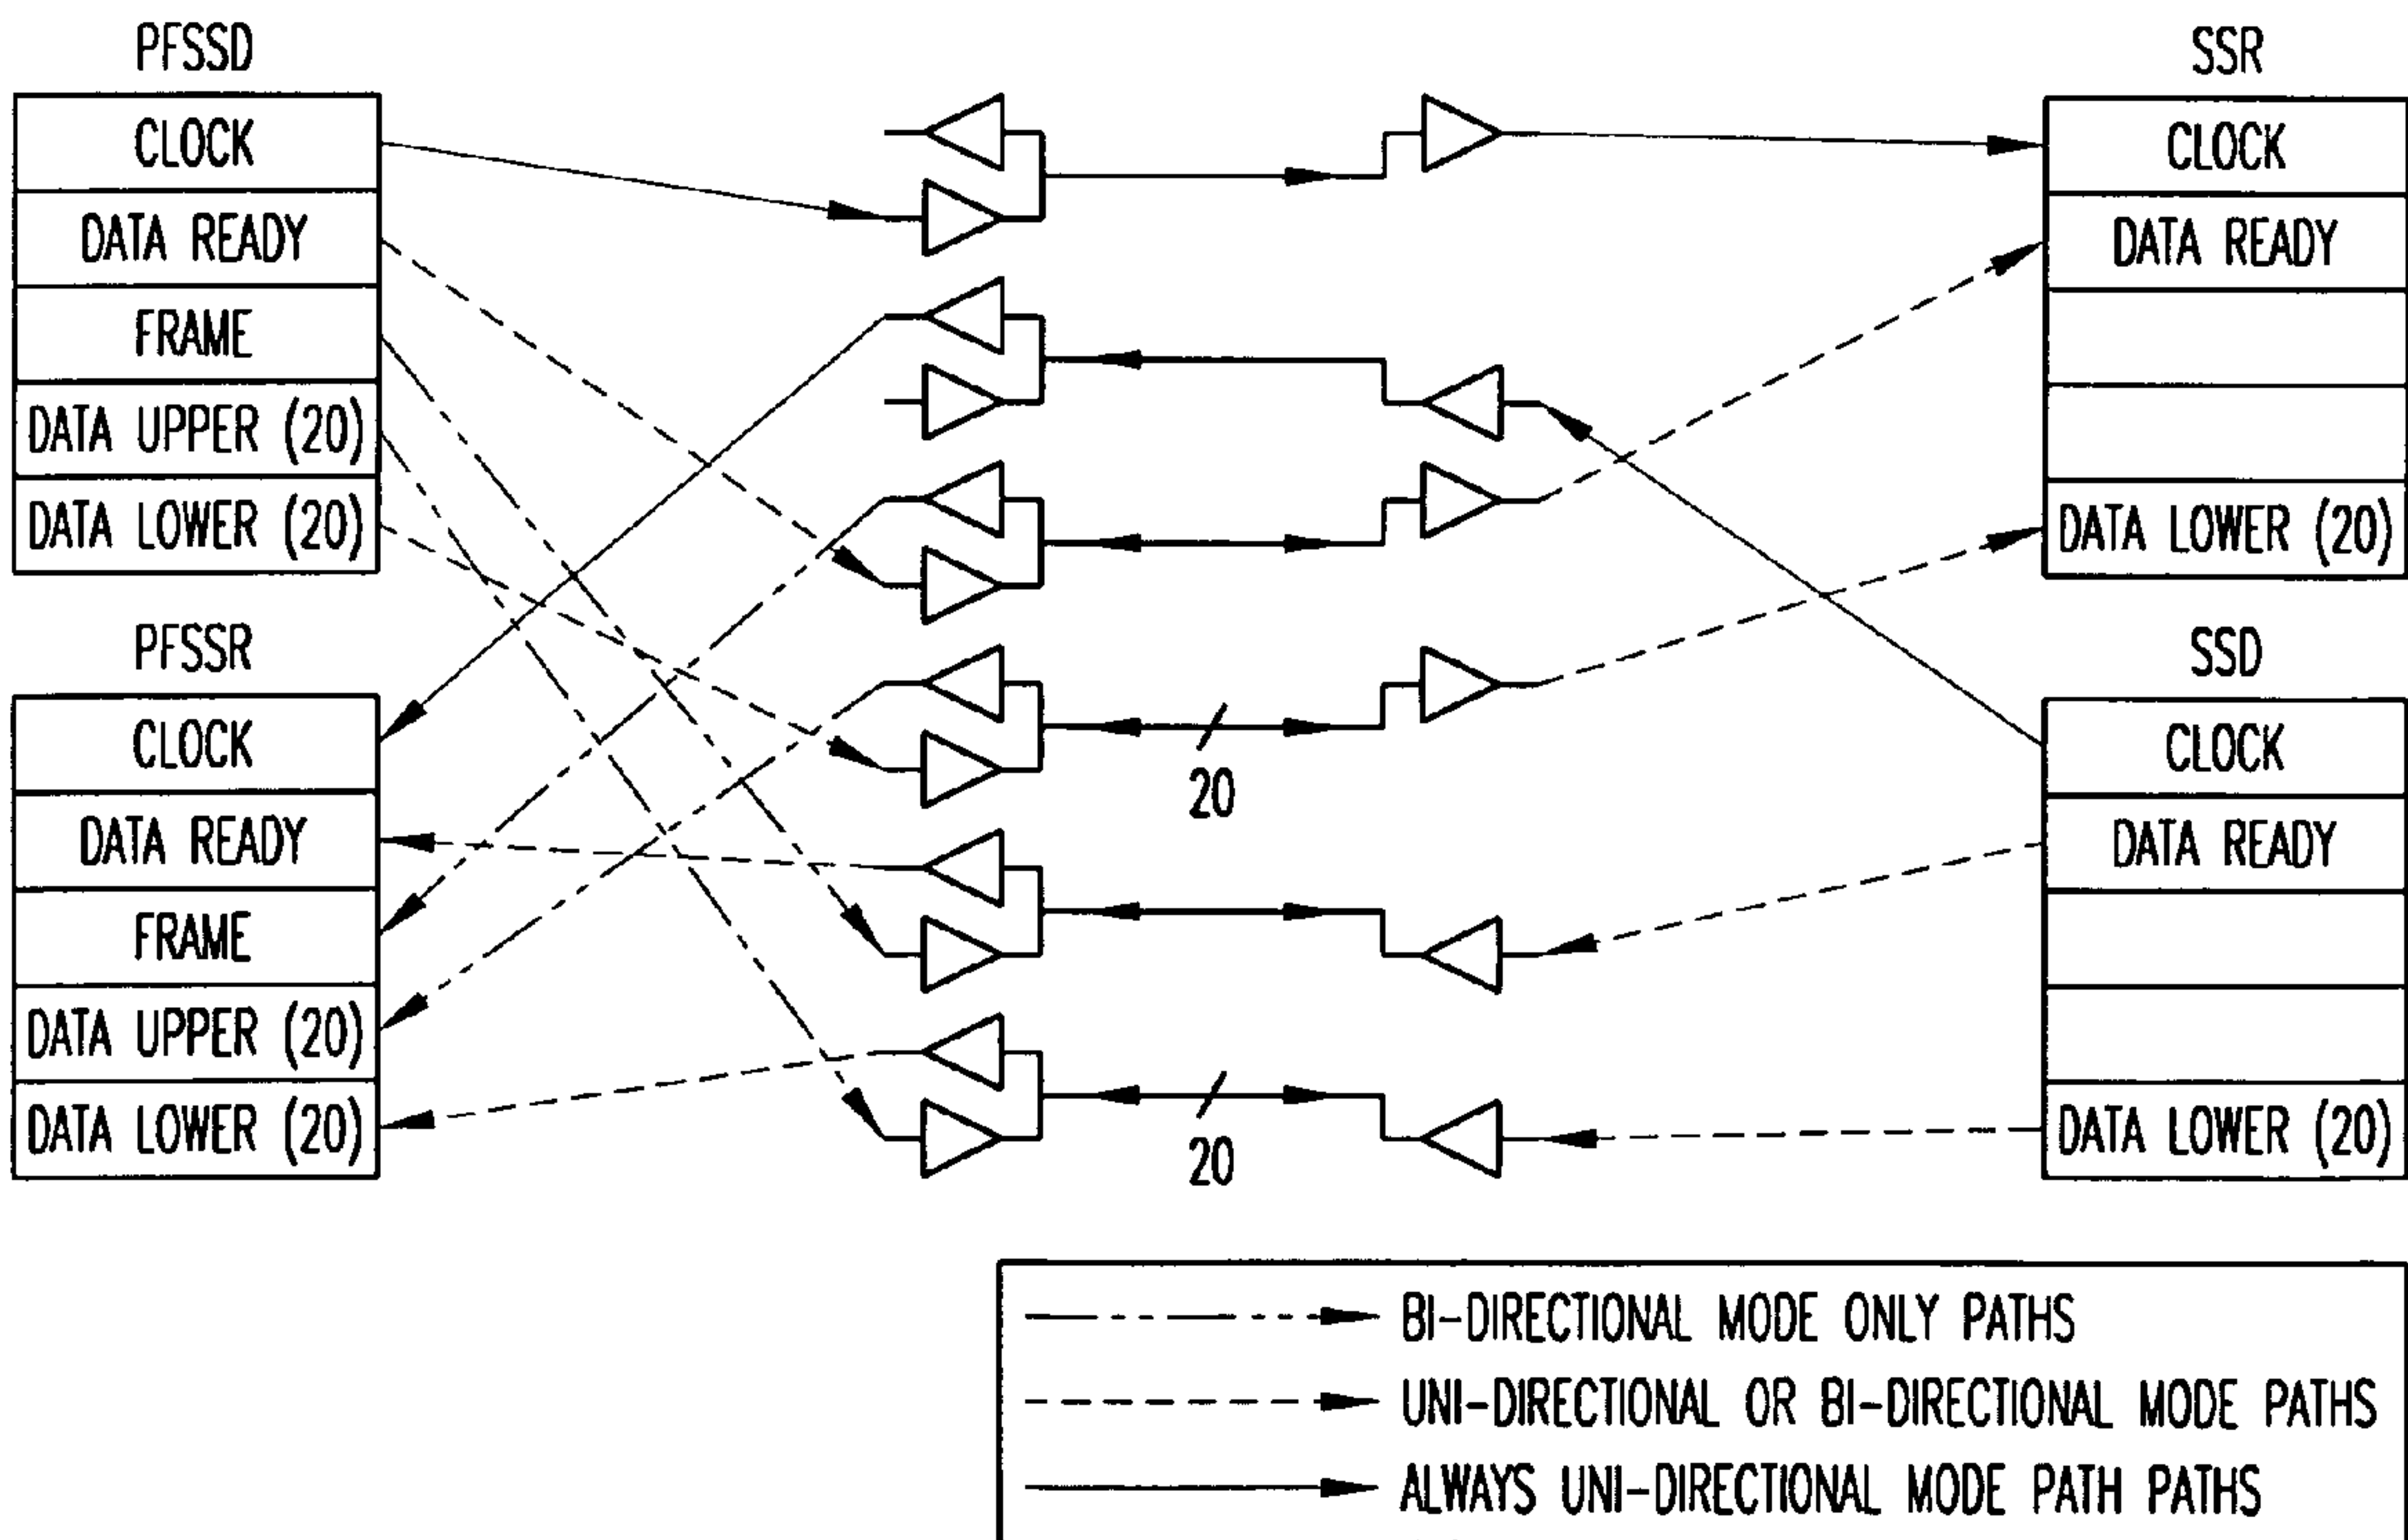 PFSSD
CLOCK
DATA READY
FRAME
DATA UPPER (20)
DATA LOWER (20)
PFSSR
CLOCK
DATA READY
FRAME
DATA UPPER (20)
DATA LOWER (20)
20
20
SSR
CLOCK
DATA READY
DATA LOWER (20)
SSD
CLOCK
DATA READY
DATA LOWER (20)
BI-DIRECTIONAL MODE ONLY PATHS
UNI-DIRECTIONAL OR BI-DIRECTIONAL MODE PATHS
ALWAYS UNI-DIRECTIONAL MODE PATH PATHS